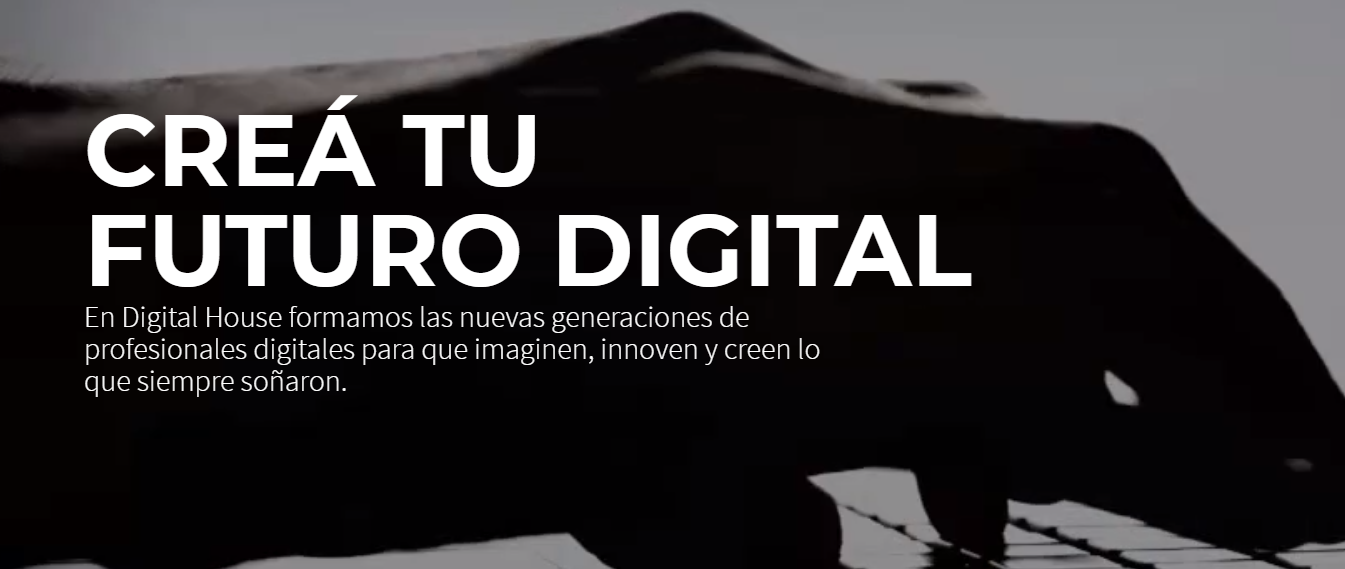 CREÁ TU
FUTURO DIGITAL
En Digital House formamos las nuevas generaciones de
profesionales digitales para que imaginen, innoven y creen lo
que siempre soñaron.